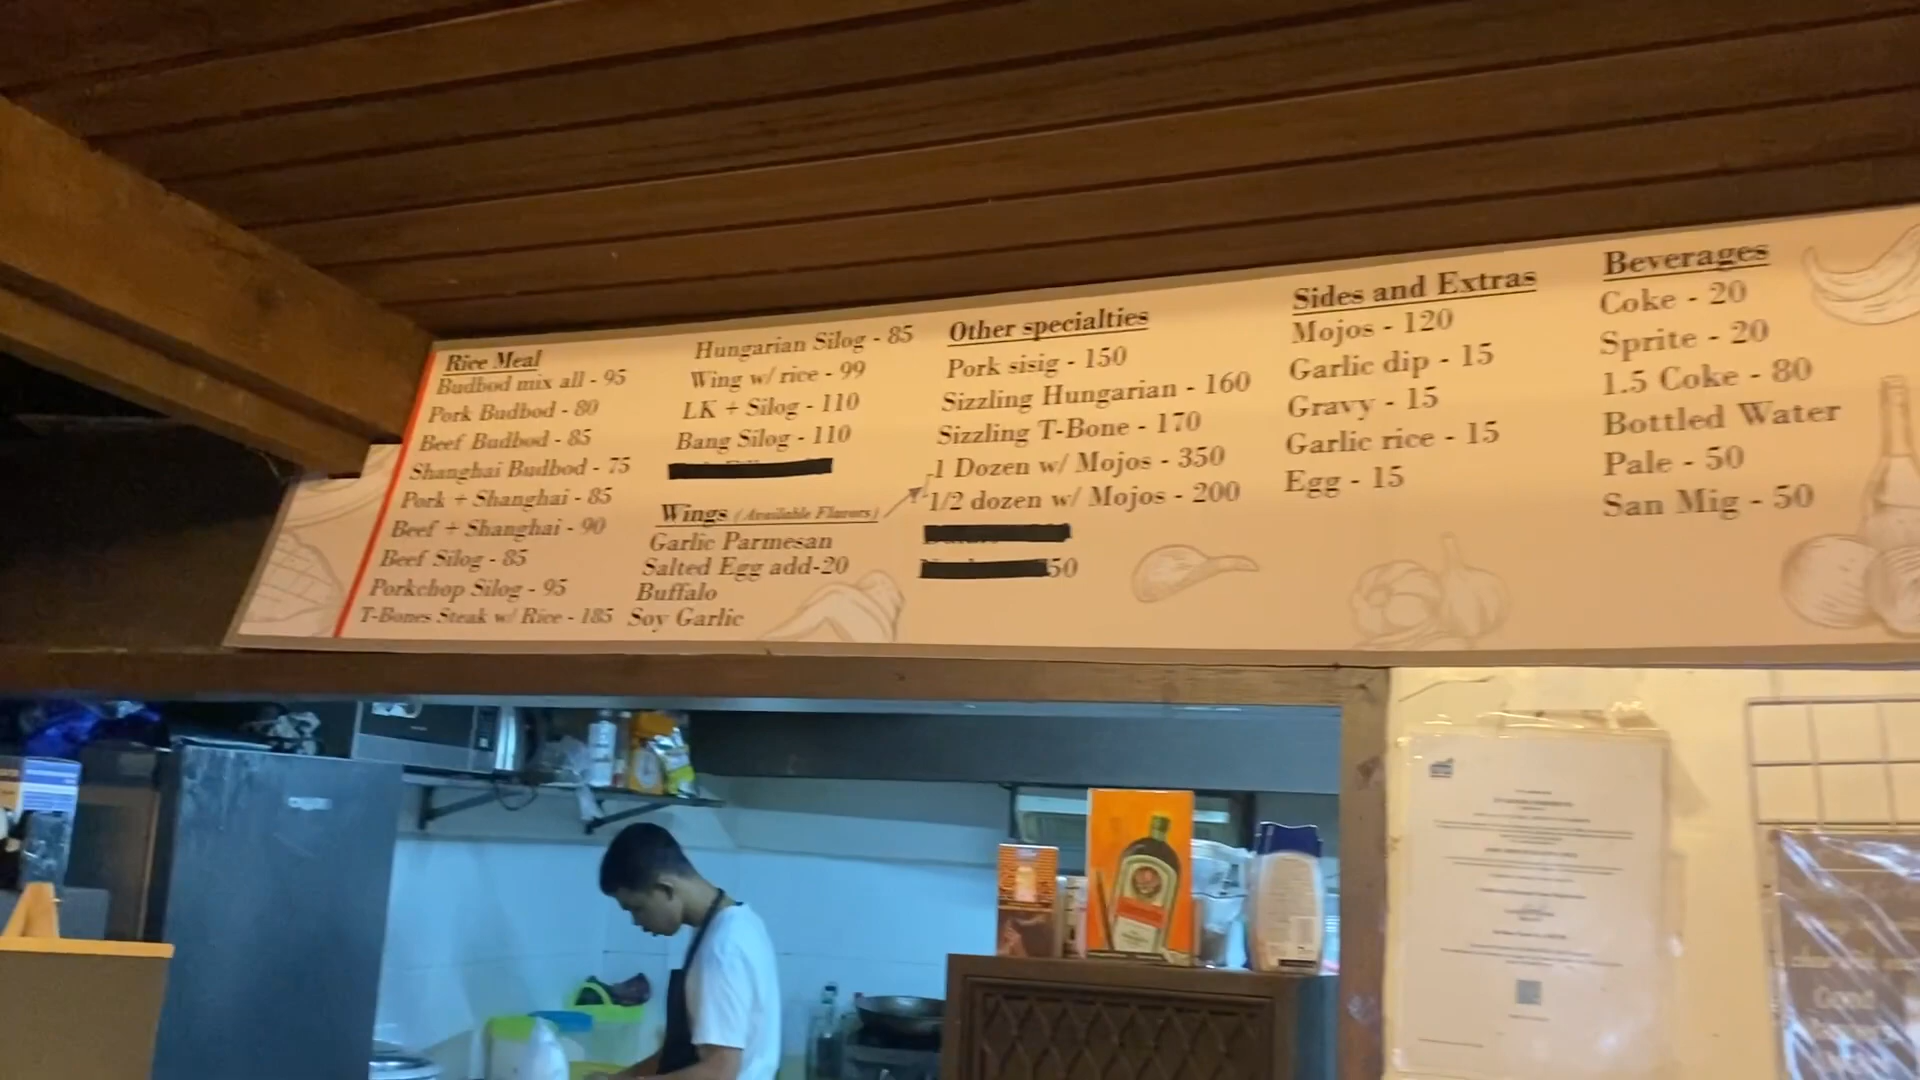 Rice Meal
Budbod mix all - 95
Pork Budbod - 80
Beef Budbod - 85
Shanghai Budbod - 75
Pork + Shanghai - 85
Beef + Shanghai - 90
Beef Silog - 85
Porkchop Silog - 95
T-Bones Steak w/ Rice - 185
Hungarian Silog - 85
Wing w/ rice - 99
LK + Silog - 110
Bang Silog - 110
Wings (Available Flavors)
Garlic Parmesan
Salted Egg add-20
Buffalo
Soy Garlic
Other specialties
Pork sisig - 150
Sizzling Hungarian - 160
Sizzling T-Bone - 170
1 Dozen w/ Mojos - 350
1/2 dozen w/ Mojos - 200
50
Sides and Extras
Mojos - 120
Garlic dip - 15
Gravy - 15
Garlic rice - 15
Egg - 15
Beverages
Coke - 20
Sprite - 20
1.5 Coke - 80
Bottled Water
Pale - 50
San Mig - 50
Good